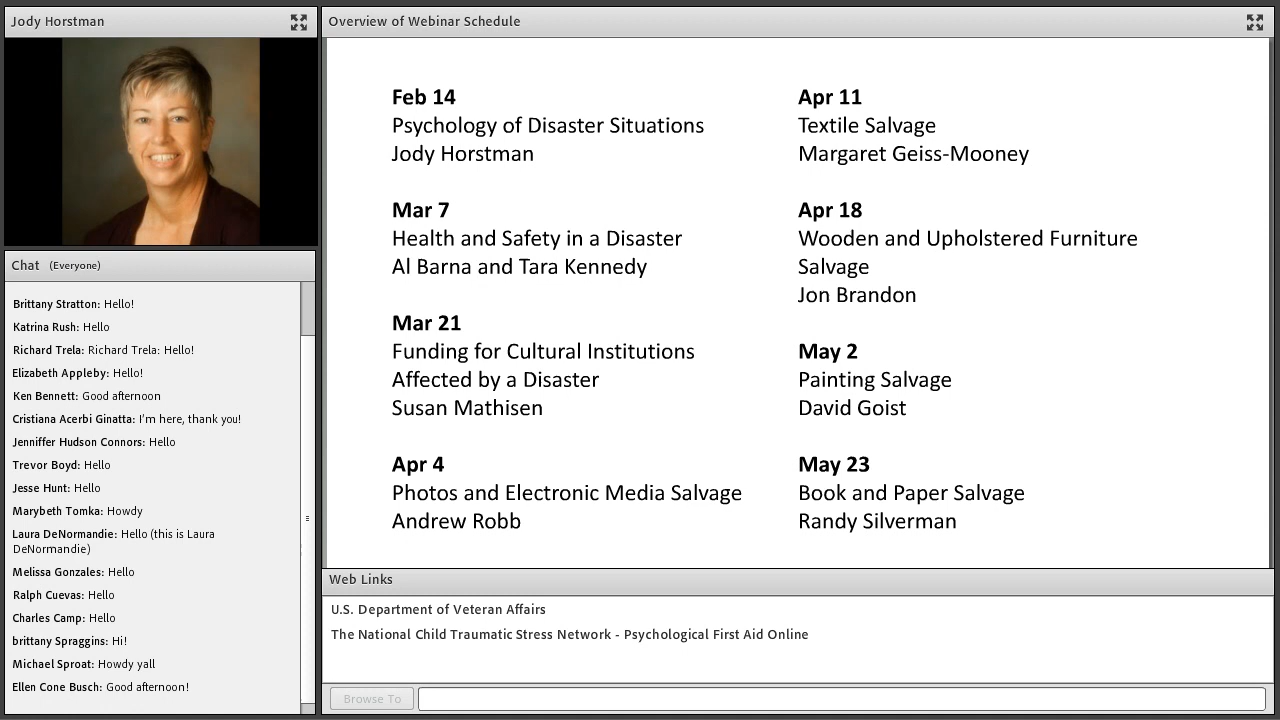 Jody Horstman
Overview of Webinar Schedule
Feb 14
Psychology of Disaster Situations
Jody Horstman
Mar 7
Health and Safety in a Disaster
Al Barna and Tara Kennedy
Mar 21
Funding for Cultural Institutions
Affected by a Disaster
Susan Mathisen
Apr 4
Photos and Electronic Media Salvage
Andrew Robb
Apr 11
Textile Salvage
Margaret Geiss-Mooney
Apr 18
Wooden and Upholstered Furniture
Salvage
Jon Brandon
May 2
Painting Salvage
David Goist
May 23
Book and Paper Salvage
Randy Silverman
Chat (Everyone)
Brittany Stratton: Hello!
Katrina Rush: Hello
Richard Trela: Richard Trela: Hello!
Elizabeth Appleby: Hello!
Ken Bennett: Good afternoon
Cristiana Acerbi Ginatta: I'm here, thank you!
Jenniffer Hudson Connors: Hello
Trevor Boyd: Hello
Jesse Hunt: Hello
Marybeth Tomka: Howdy
Laura DeNormandie: Hello (this is Laura
DeNormandie)
Melissa Gonzales: Hello
Ralph Cuevas: Hello
Charles Camp: Hello
brittany Spraggins: Hi!
Michael Sproat: Howdy yall
Ellen Cone Busch: Good afternoon!
Web Links
U.S. Department of Veteran Affairs
The National Child Traumatic Stress Network - Psychological First Aid Online
Browse To